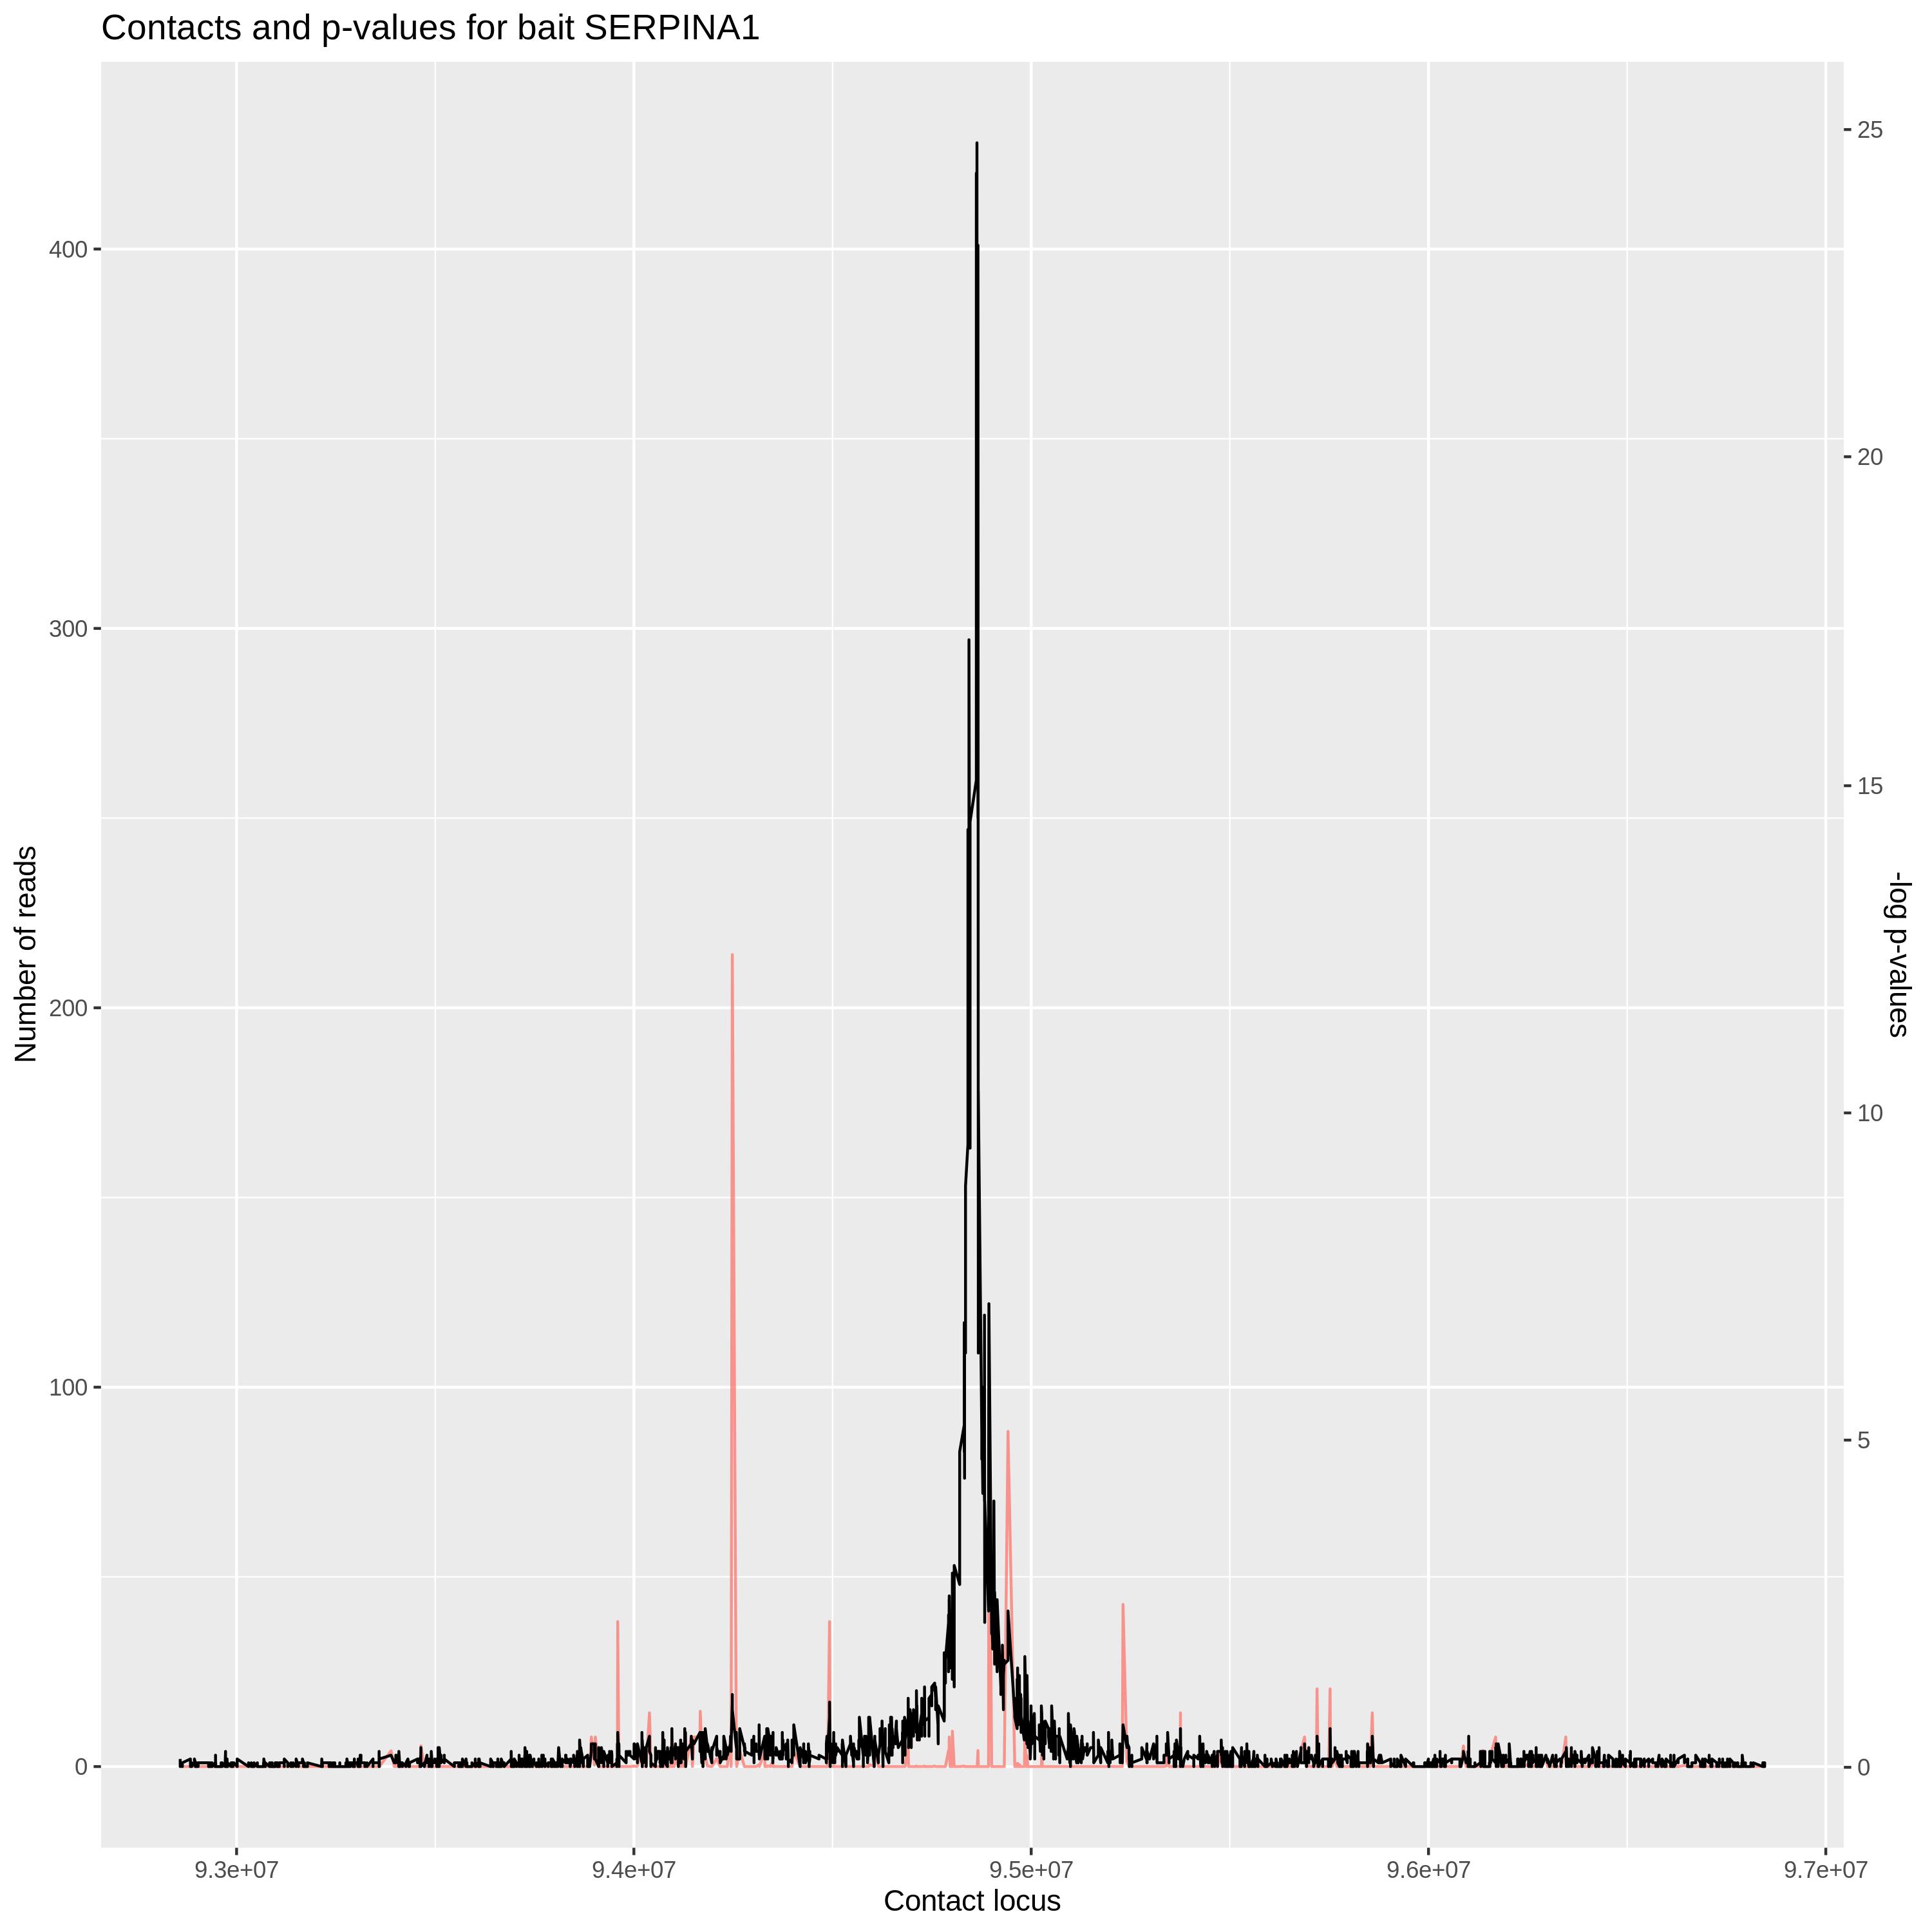 Contacts and p-values for bait SERPINA1
Number of reads
400
300
200
100
0
25
20
15
10
5
0
-log p-values
9.3e+07
9.4e+07
9.5e+07
9.6e+07
9.7e+07
Contact locus